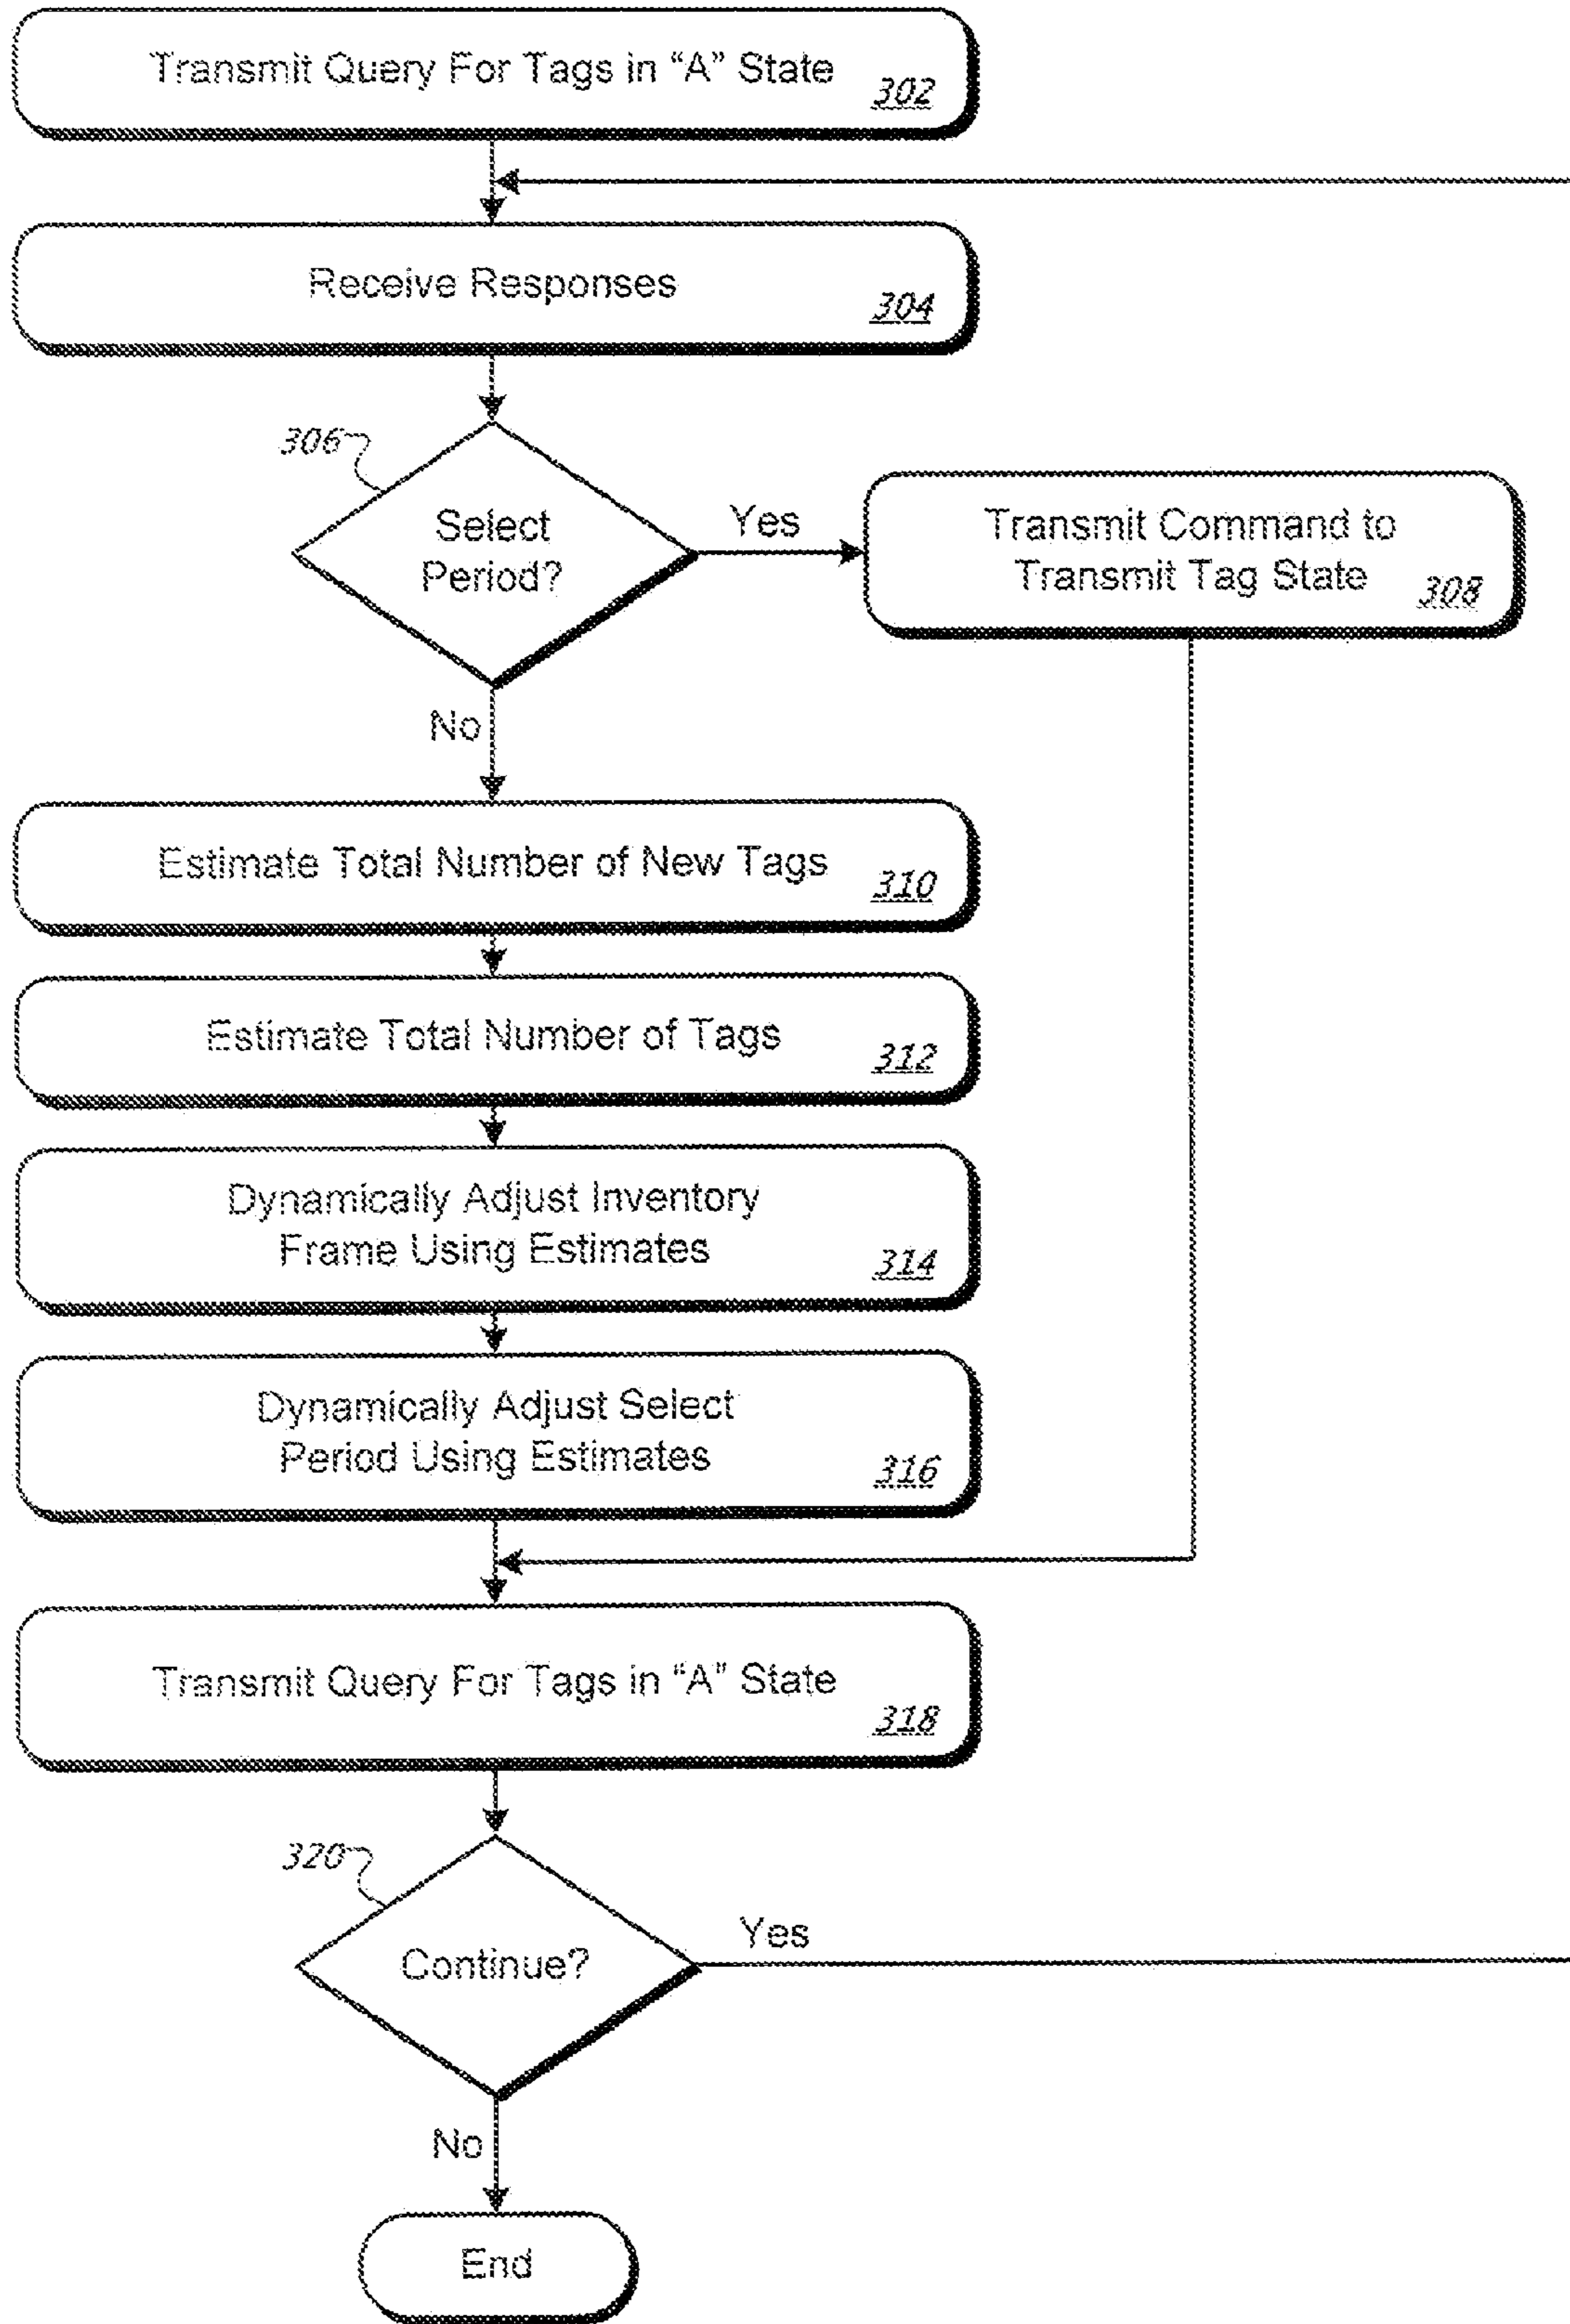 Transmit Query For Tags in “A” State
302
Receive Responses
304
306
Select
Period?
Yes
Transmit Command to
Transmit Tag State
308
No
Estimate Total Number of New Tags
310
Estimate Total Number of Tags
312
Dynamically Adjust Inventory
Frame Using Estimates
314
Dynamically Adjust Select
Period Using Estimates
316
Transmit Query For Tags in “A” State
318
320
Continue?
Yes
No
End